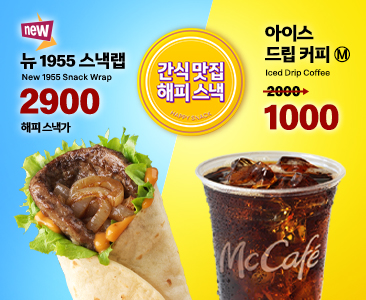 new
뉴 1955 스낵랩
New 1955 Snack Wrap
2900
해피 스낵가
간식 맛집
해피 스낵
HAPPY SNACK
아이스
드립 커피 Ⓜ
Iced Drip Coffee
2000
1000
McCafé